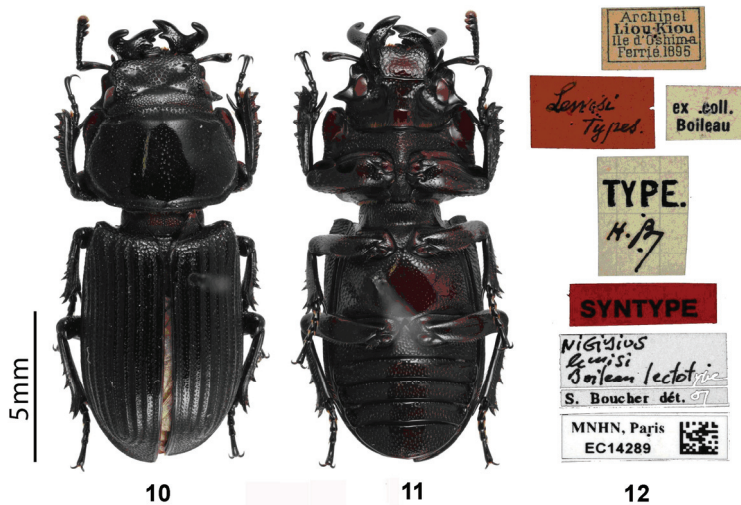 5mm
10
11
Archipel
Liou-Kiou
Ile d'Oshima
Ferrié 1895
Lewisi
Types.
ex .coll.
Boileau
TYPE.
H. B.
SYNTYPE
NIGIDIUS
lewisi
Boileau lectotype
S. Boucher dét. 07
MNHN, Paris
EC14289
12